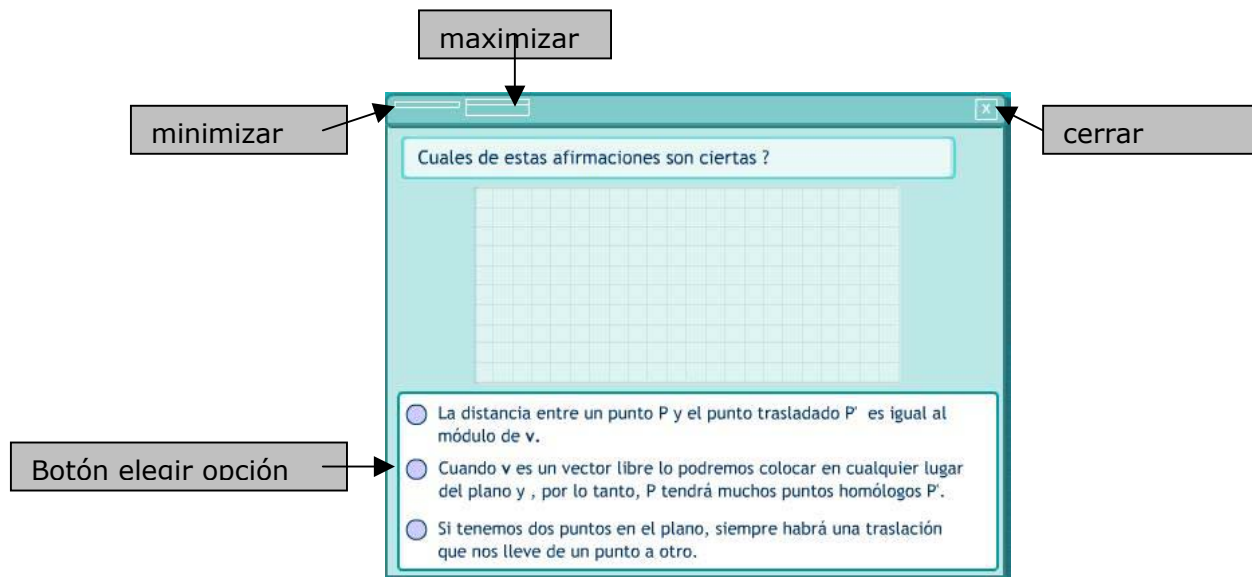 maximizar
minimizar
x
cerrar
Cuales de estas afirmaciones son ciertas ?
La distancia entre un punto P y el punto trasladado P' es igual al
módulo de v.
Botón elegir opción
Cuando v es un vector libre lo podremos colocar en cualquier lugar
del plano y , por lo tanto, P tendrá muchos puntos homólogos P'.
Si tenemos dos puntos en el plano, siempre habrá una traslación
que nos lleve de un punto a otro.